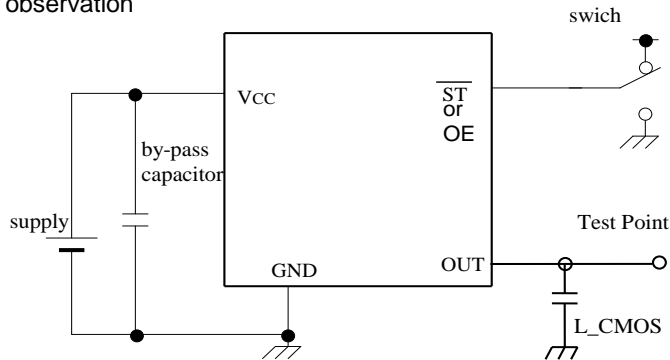 observation
swich
VCC
ST
or
OE
by-pass
capacitor
supply
Test Point
GND
OUT
L_CMOS